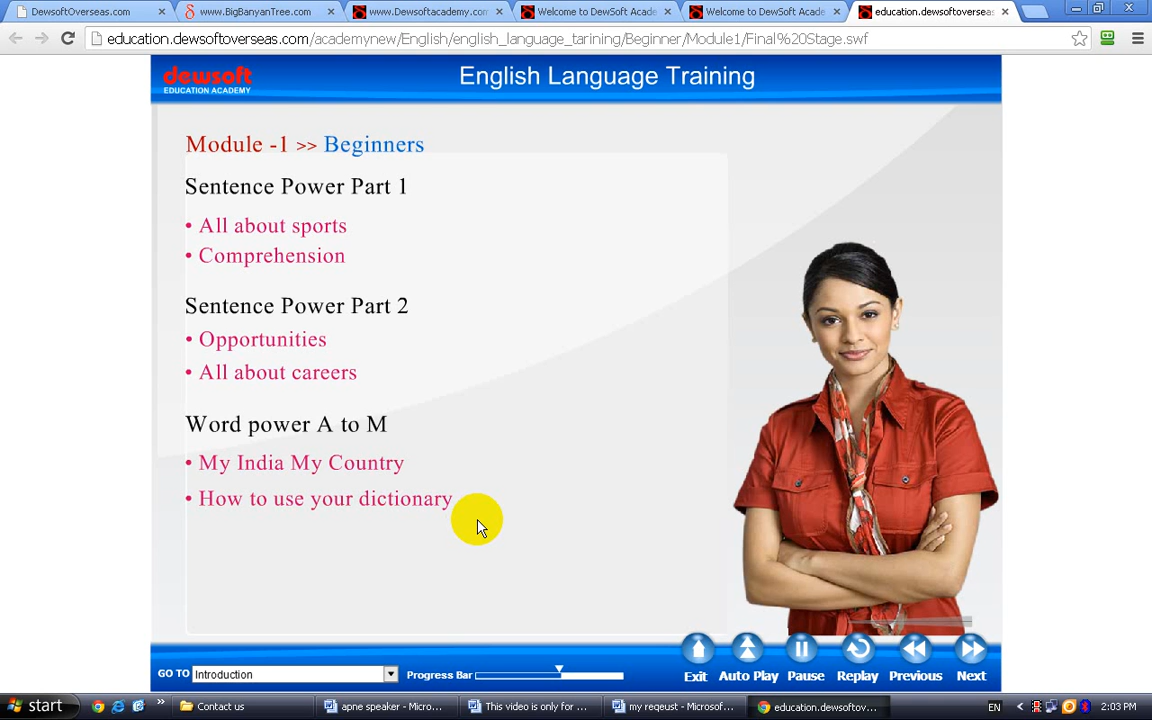 DewsoftOverseas.com
www.BigBanyanTree.com
www.Dewsoftacademy.com
Welcome to DewSoft Acade
Welcome to DewSoft Acade
education.dewsoftoverseas
education.dewsoftoverseas.com/academynew/English/english_language_tarining/Beginner/Module1/Final%20Stage.swf
dewsoft
EDUCATION ACADEMY
English Language Training
Module -1 >> Beginners
Sentence Power Part 1
• All about sports
• Comprehension
Sentence Power Part 2
• Opportunities
• All about careers
Word power A to M
• My India My Country
• How to use your dictionary
GO TO Introduction Progress Bar Exit Auto Play Pause Replay Previous Next
start Contact us apne speaker - Micro... This video is only for ... my reqeust - Microsof... education.dewsoftov... EN 2:03 PM